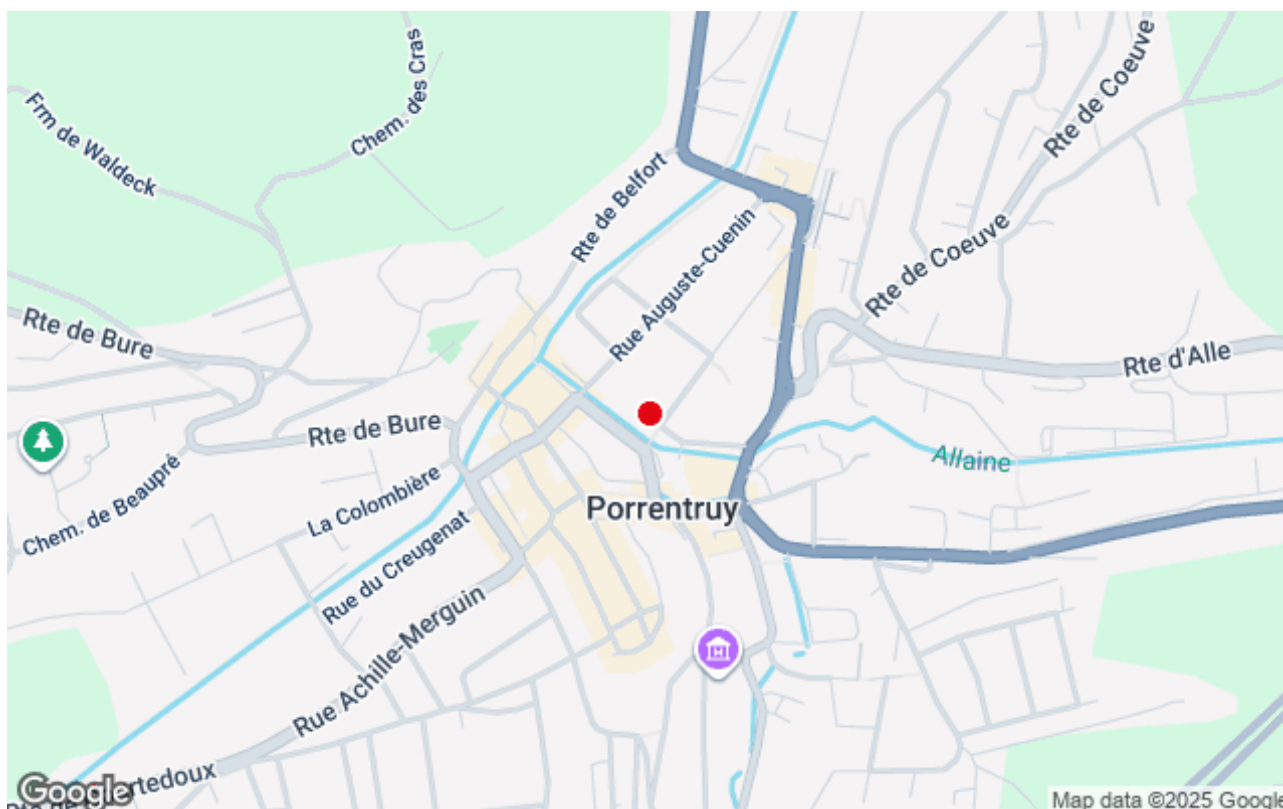 Chem. des Cras
Frm de Waldeck
Rte de Coeuve
Rte de Belfort
Rue Auguste-Cuenin
Rte de Coeuve
Rte de Bure
Rte d'Alle
Rte de Bure
Allaine
Chem. de Beaupré
La Colombière
Porrentruy
Rue du Creugenat
Rue Achille-Merguin
H
Google
Map data ©2025 Google